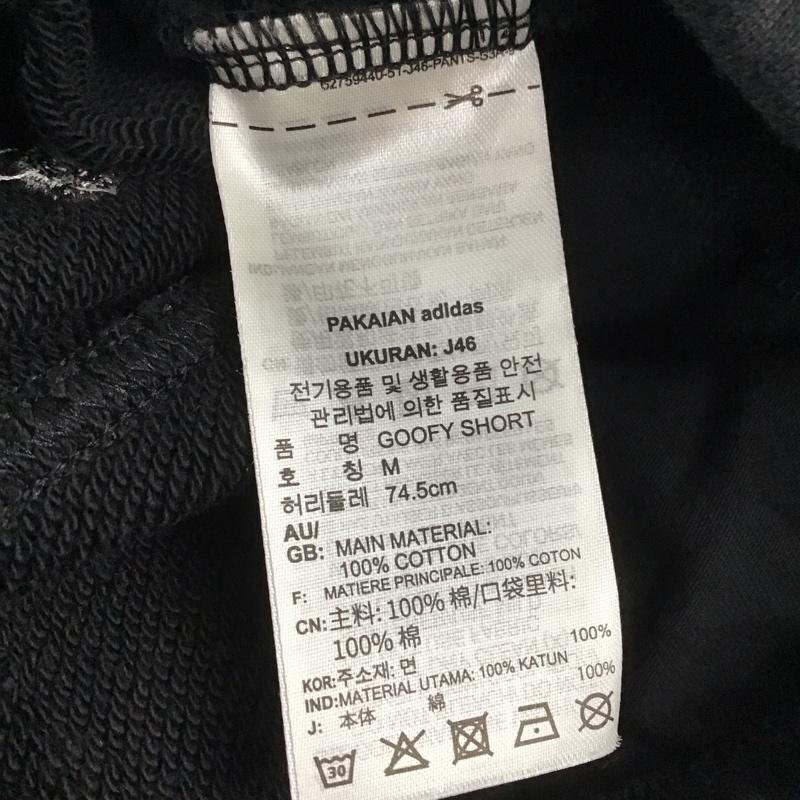 PAKAIAN adidas
UKURAN: J46
전기용품 및 생활용품 안전
관리법에 의한 품질표시
품 명 GOOFY SHORT
호 칭 M
허리둘레 74.5cm
AU/
GB: MAIN MATERIAL:
100% COTTON
F: MATIERE PRINCIPALE: 100% COTON
CN: 主料: 100% 棉/口袋里料:
100% 棉
KOR: 주소재: 면 100%
IND: MATERIAL UTAMA: 100% KATUN
J: 本体 綿 100%
30